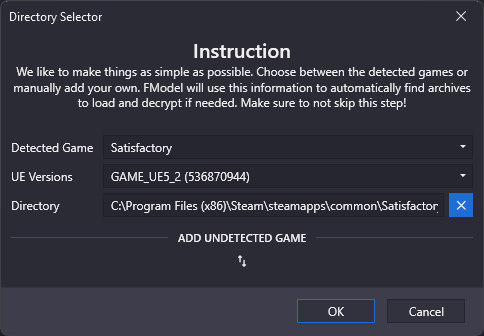 Directory Selector
Instruction
We like to make things as simple as possible. Choose between the detected games or
manually add your own. FModel will use this information to automatically find archives
to load and decrypt if needed. Make sure to not skip this step!
Detected Game Satisfactory
UE Versions GAME_UE5_2 (536870944)
Directory C:\Program Files (x86)\Steam\steamapps\common\Satisfactory
ADD UNDETECTED GAME
OK Cancel